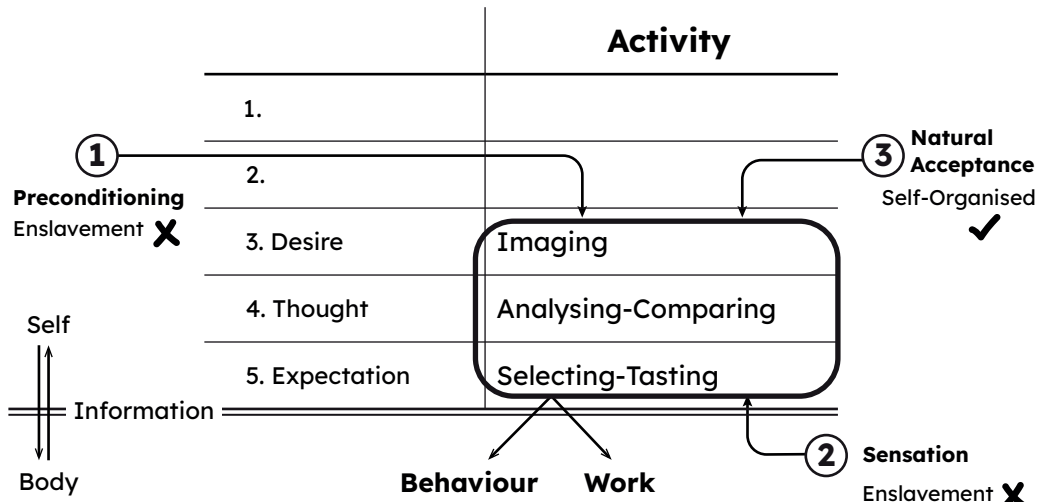 Activity
1.
1
Preconditioning
Enslavement
2.
3
Natural
Acceptance
Self-Organised
3. Desire
Imaging
4. Thought
Analysing-Comparing
5. Expectation
Selecting-Tasting
Self
Information
Body
Behaviour
Work
2
Sensation
Enslavement